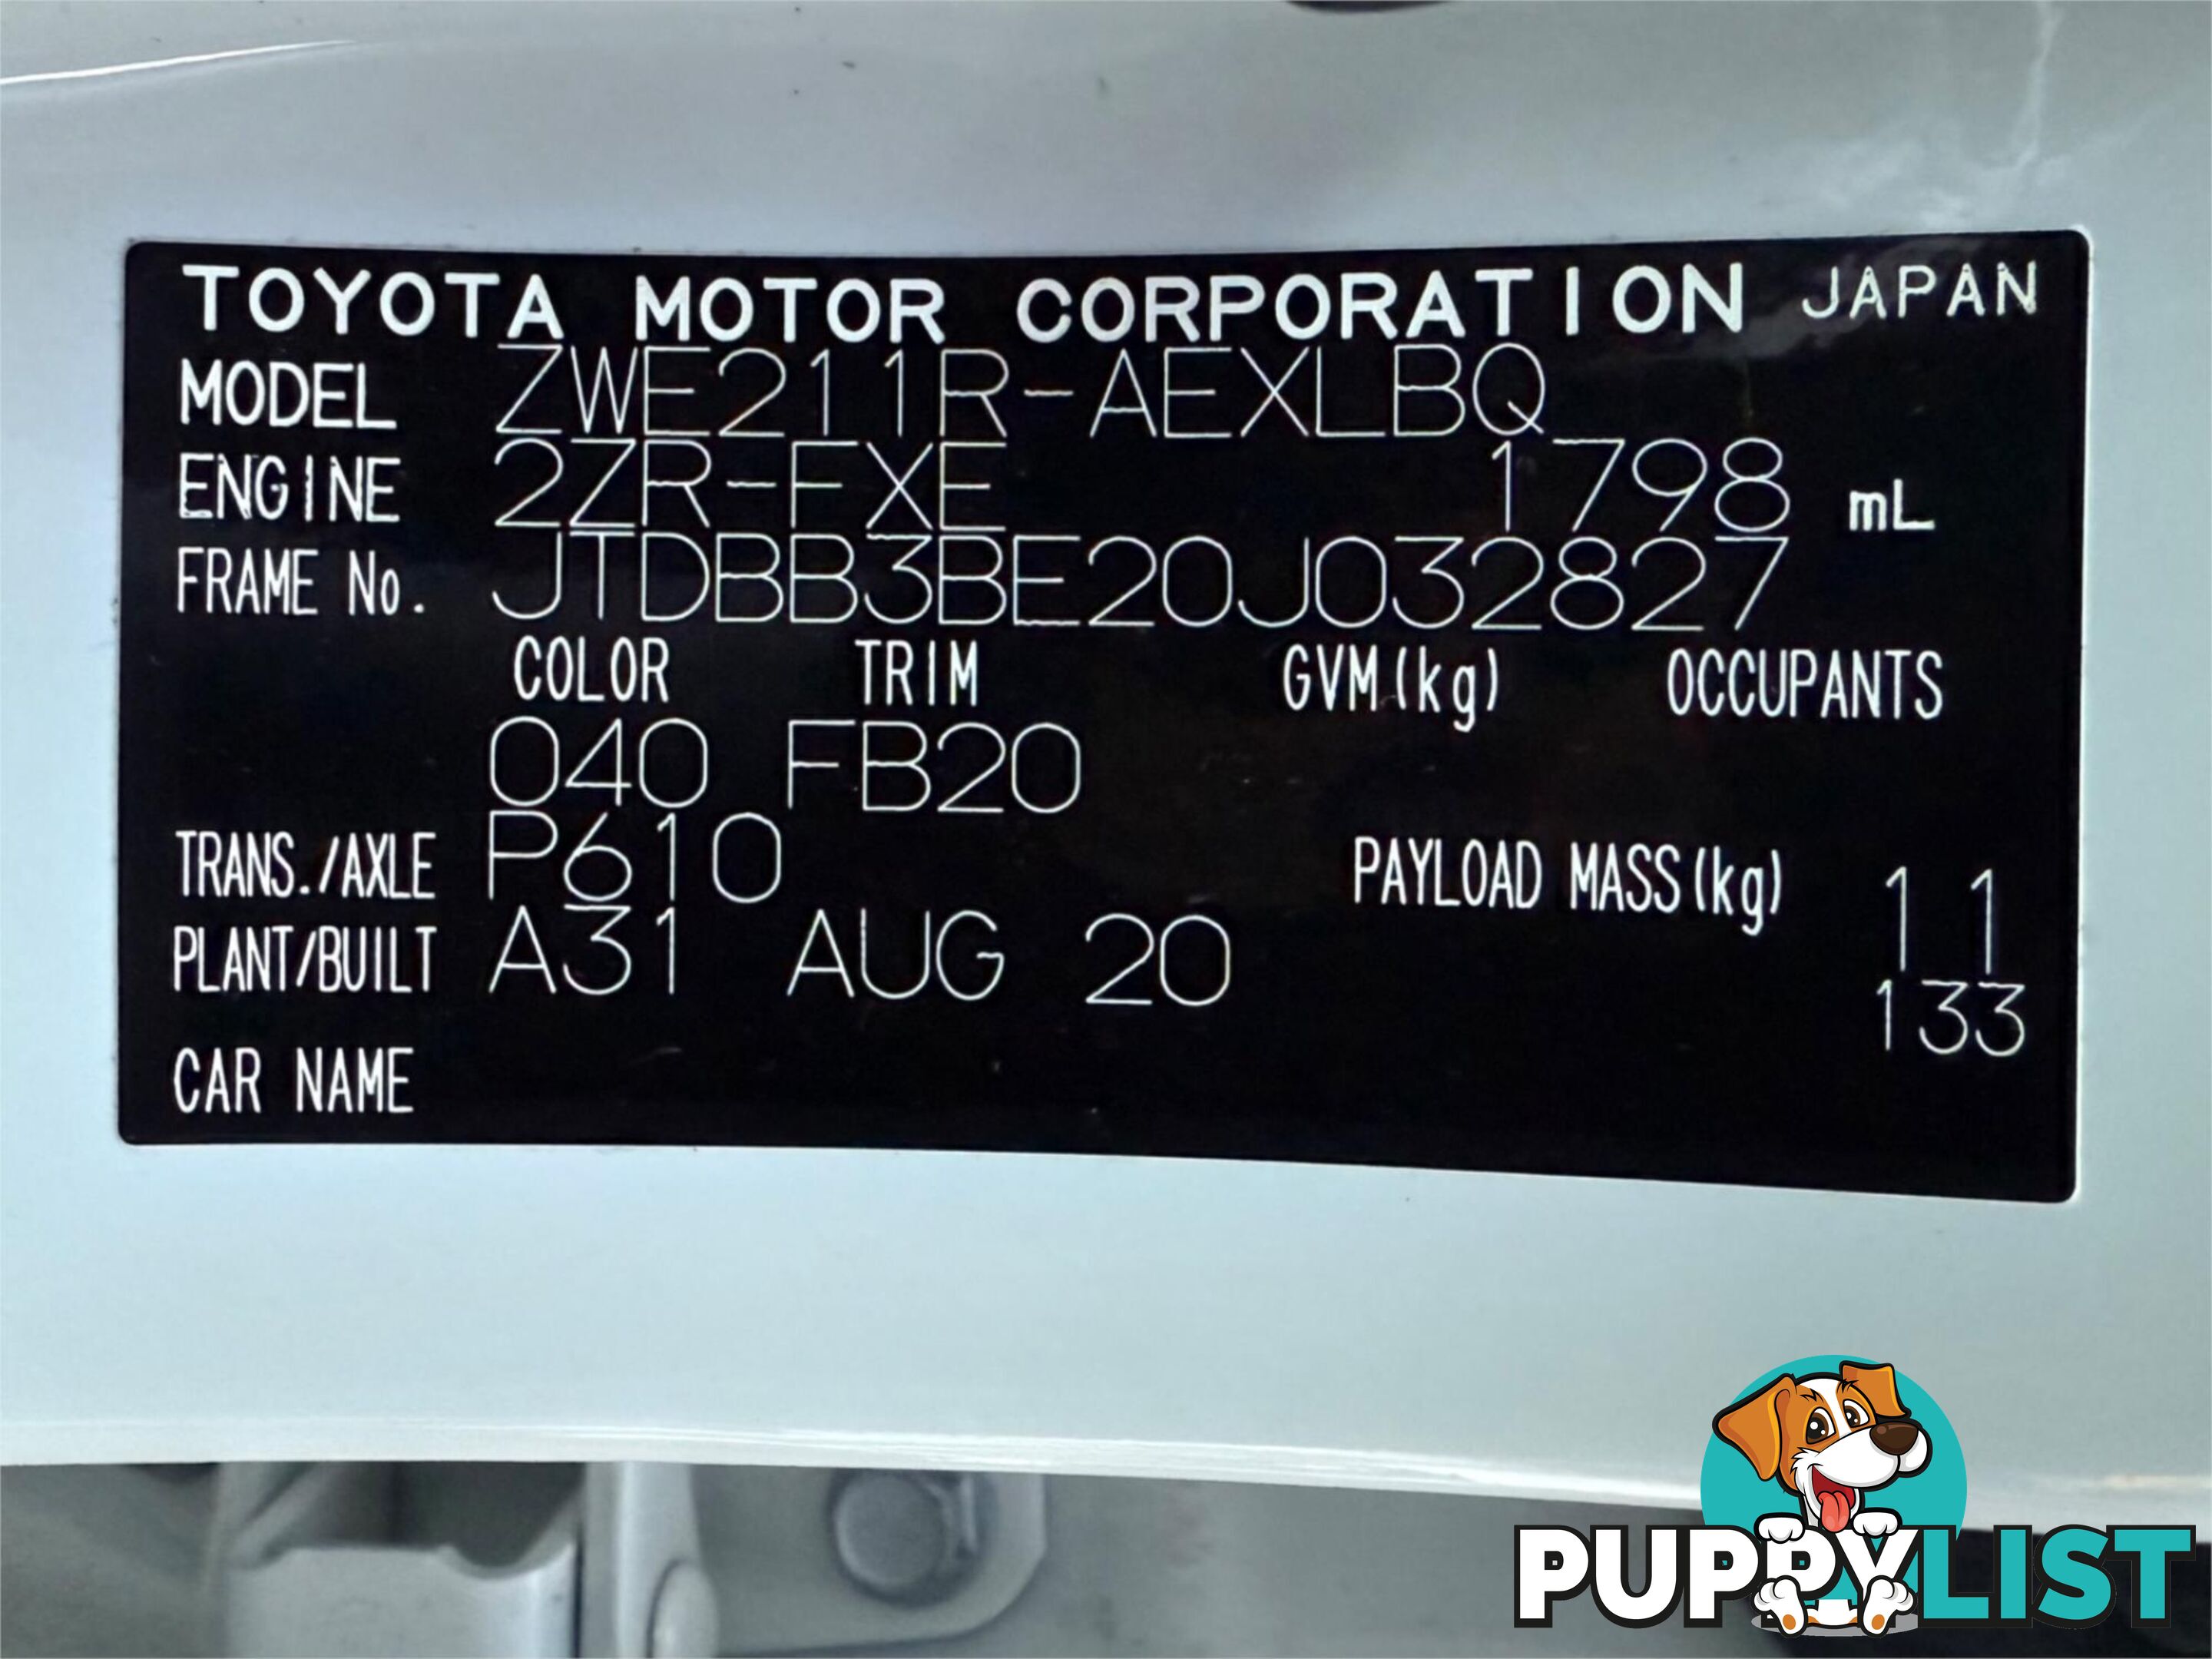 TOYOTA MOTOR CORPORATION JAPAN
MODEL ZWE211R-AEXLBQ
ENGINE 2ZR-FXE 1798 mL
FRAME No. JTDBB3BE20J032827
COLOR TRIM GVM(kg) OCCUPANTS
040 FB20
TRANS./AXLE P610 PAYLOAD MASS(kg) 11
PLANT/BUILT A31 AUG 20 133
CAR NAME
PUPPYLIST